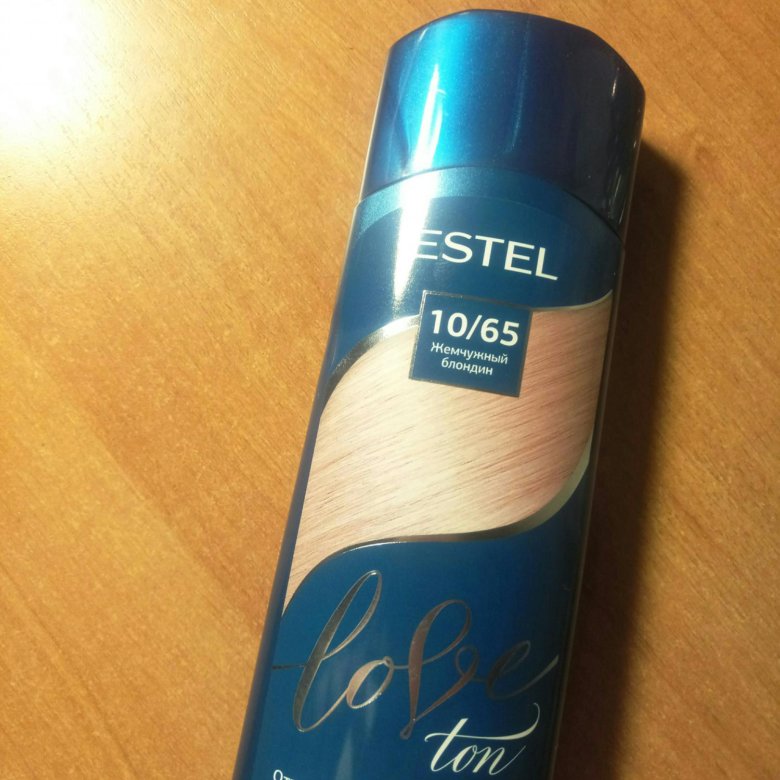 ESTEL
10/65
Жемчужный
блондин
love
ton